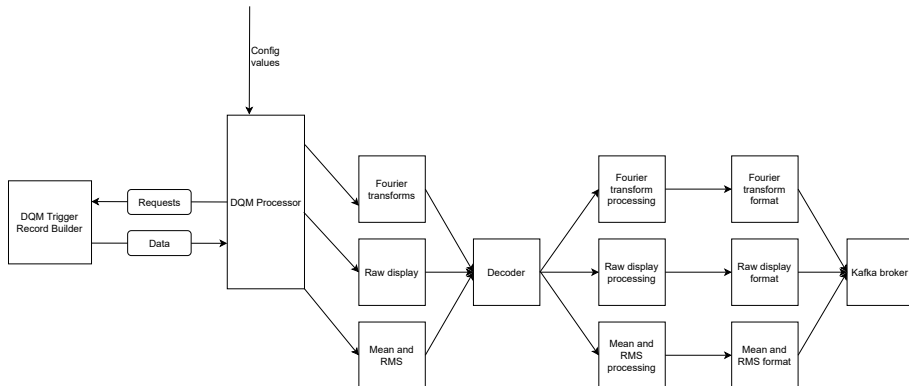 Config
values
DQM Trigger
Record Builder
Requests
Data
DQM Processor
Fourier
transforms
Raw display
Mean and
RMS
Decoder
Fourier
transform
processing
Raw display
processing
Mean and
RMS
processing
Fourier
transform
format
Raw display
format
Mean and
RMS format
Kafka broker